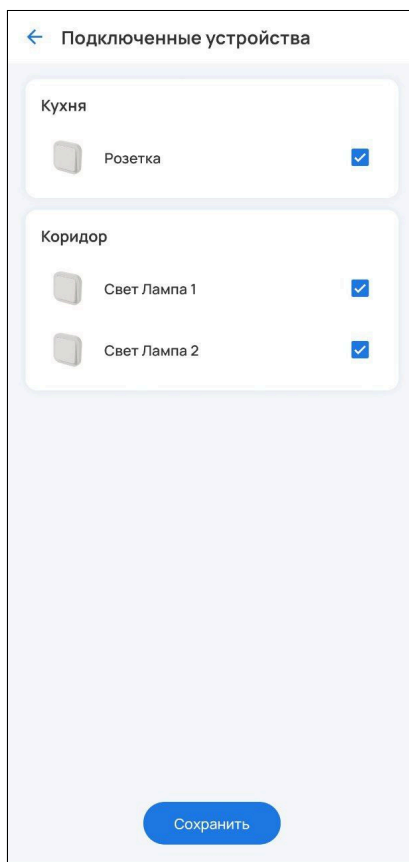 Подключенные устройства
Кухня
Розетка
Коридор
Свет Лампа 1
Свет Лампа 2
Сохранить